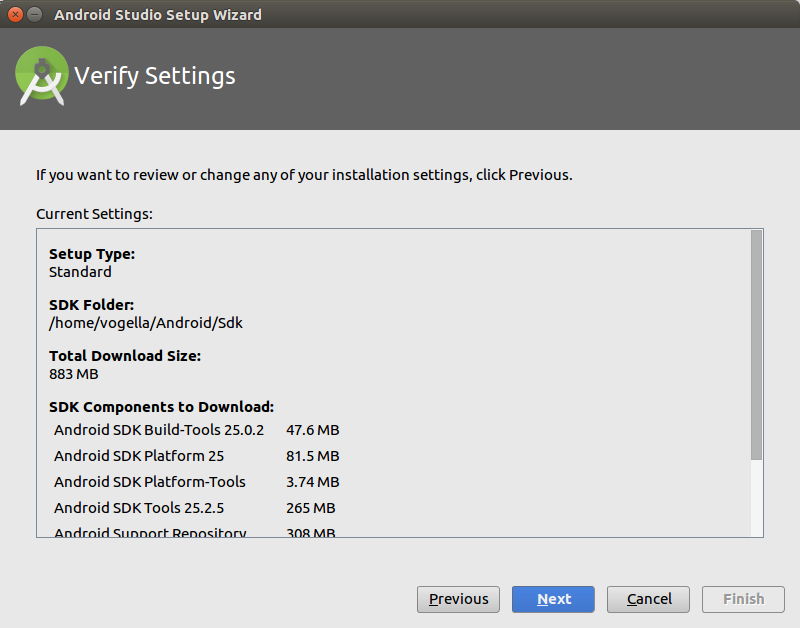 Android Studio Setup Wizard
Verify Settings
If you want to review or change any of your installation settings, click Previous.
Current Settings:
Setup Type:
Standard
SDK Folder:
/home/vogella/Android/Sdk
Total Download Size:
883 MB
SDK Components to Download:
Android SDK Build-Tools 25.0.2 47.6 MB
Android SDK Platform 25 81.5 MB
Android SDK Platform-Tools 3.74 MB
Android SDK Tools 25.2.5 265 MB
Android Support Repository 308 MB
Previous Next Cancel Finish